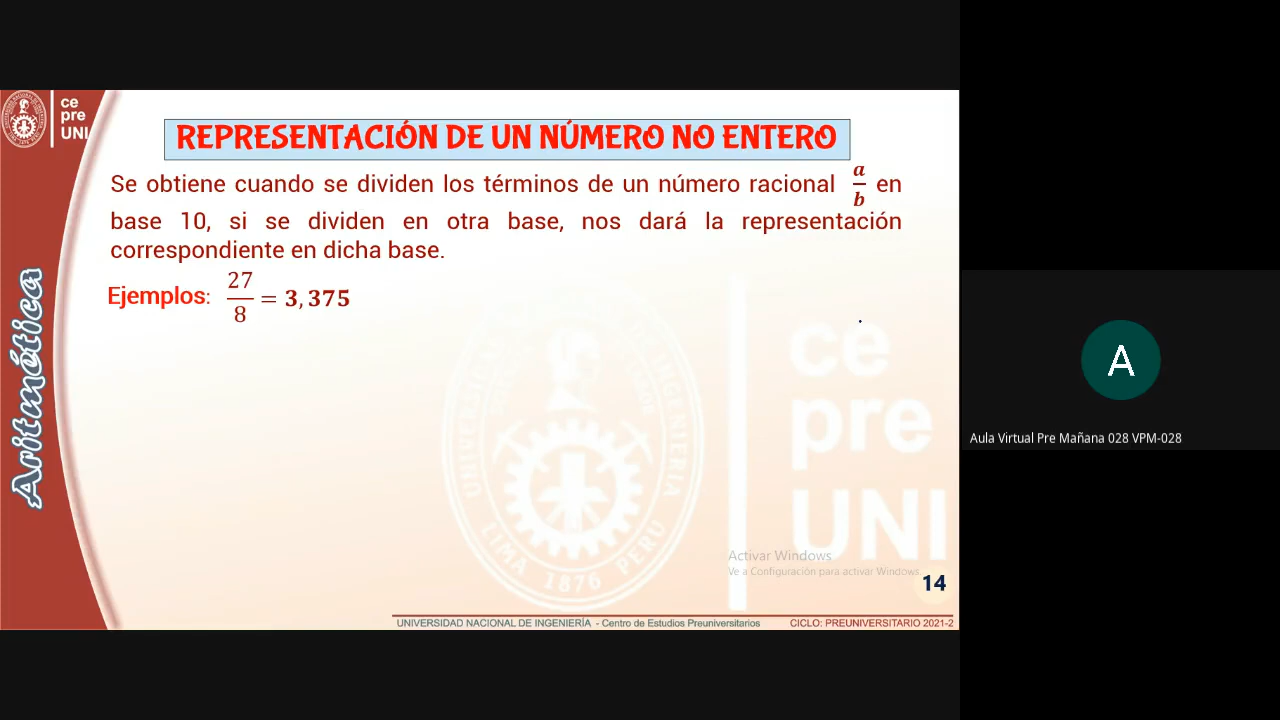 ce
pre
UNI
REPRESENTACIÓN DE UN NÚMERO NO ENTERO
Se obtiene cuando se dividen los términos de un número racional a/b en
base 10, si se dividen en otra base, nos dará la representación
correspondiente en dicha base.
Ejemplos: 27/8 = 3,375
Aritmética
ce
pre
UNI
LIMA 1876 PERU
Activar Windows
Ve a Configuración para activar Windows.
14
UNIVERSIDAD NACIONAL DE INGENIERÍA - Centro de Estudios Preuniversitarios
CICLO: PREUNIVERSITARIO 2021-2
A
Aula Virtual Pre Mañana 028 VPM-028